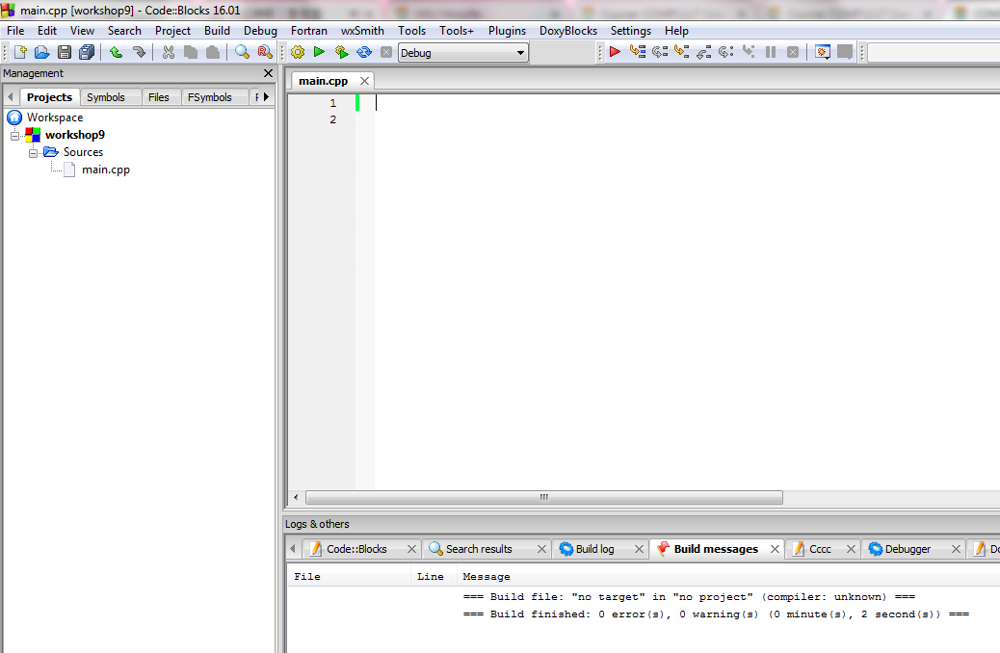 main.cpp [workshop9] - Code::Blocks 16.01
File Edit View Search Project Build Debug Fortran wxSmith Tools Tools+ Plugins DoxyBlocks Settings Help
Debug
Management
Projects Symbols Files FSymbols
Workspace
workshop9
Sources
main.cpp
main.cpp
1
2
Logs & others
Code::Blocks Search results Build log Build messages Cccc Debugger
File Line Message
=== Build file: "no target" in "no project" (compiler: unknown) ===
=== Build finished: 0 error(s), 0 warning(s) (0 minute(s), 2 second(s)) ===